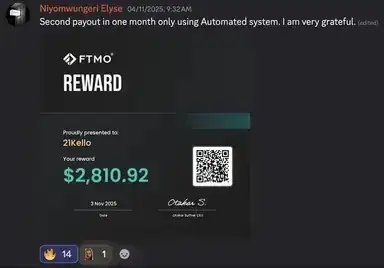 Niyomwungeri Elyse 04/11/2025, 9:32 AM
Second payout in one month only using Automated system. I am very grateful. (edited)
FTMO
REWARD
Proudly presented to:
21Kello
Your reward
$2,810.92
3 Nov 2025
Date
Otakar S.
14
1